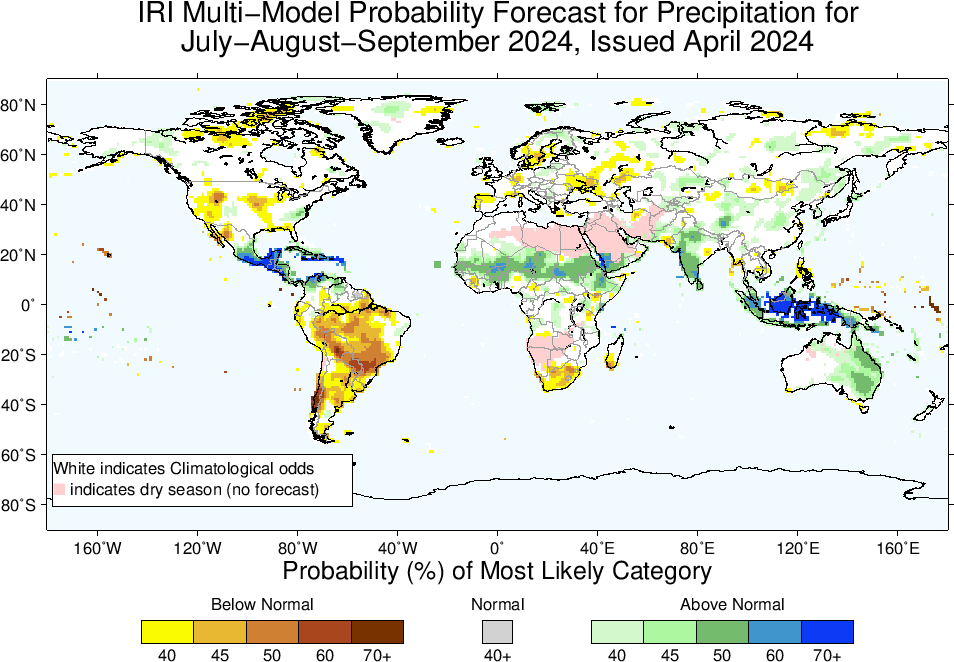 IRI Multi−Model Probability Forecast for Precipitation for
July−August−September 2024, Issued April 2024
80˚N
60˚N
40˚N
20˚N
0˚
20˚S
40˚S
60˚S
80˚S
White indicates Climatological odds
indicates dry season (no forecast)
160˚W 120˚W 80˚W 40˚W 0˚ 40˚E 80˚E 120˚E 160˚E
Probability (%) of Most Likely Category
Below Normal Normal Above Normal
40 45 50 60 70+ 40+ 40 45 50 60 70+